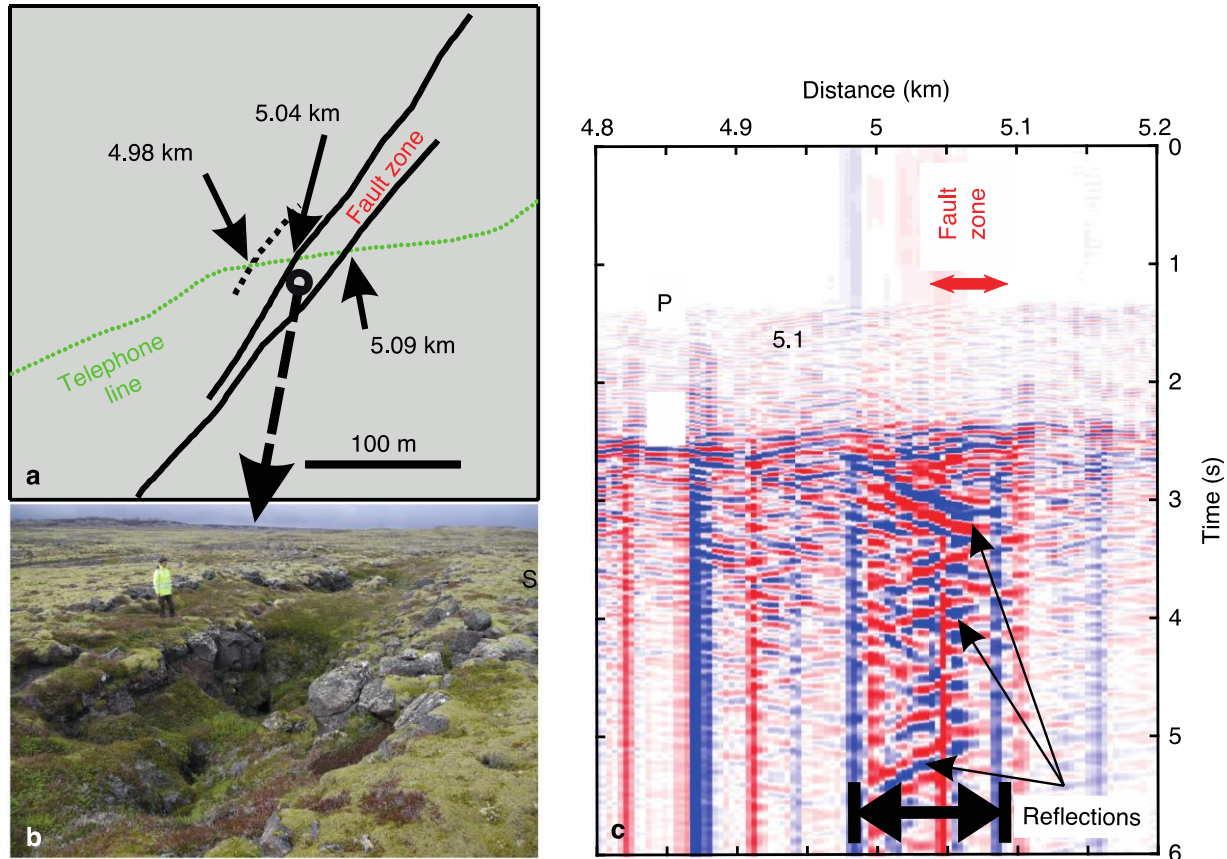 5.04 km
4.98 km
Fault zone
5.09 km
Telephone
line
100 m
a
S
b
Distance (km)
4.8 4.9 5 5.1 5.2
0
Fault
zone
1
P
5.1
2
3
Time (s)
4
5
Reflections
c
6